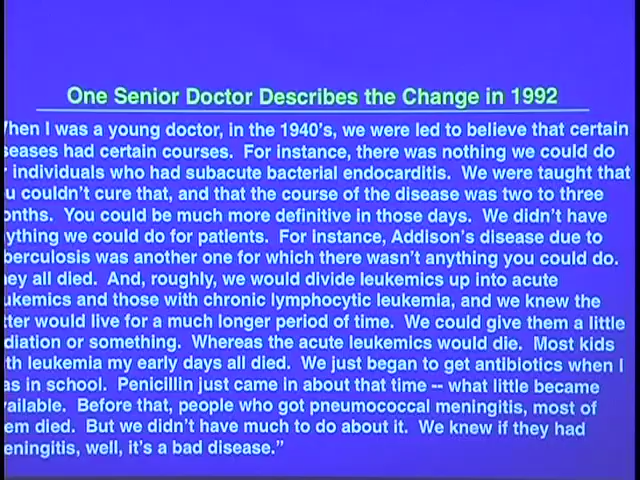 One Senior Doctor Describes the Change in 1992
hen I was a young doctor, in the 1940's, we were led to believe that certain
seases had certain courses. For instance, there was nothing we could do
individuals who had subacute bacterial endocarditis. We were taught that
u couldn't cure that, and that the course of the disease was two to three
onths. You could be much more definitive in those days. We didn't have
ything we could do for patients. For instance, Addison's disease due to
berculosis was another one for which there wasn't anything you could do.
ey all died. And, roughly, we would divide leukemics up into acute
ukemics and those with chronic lymphocytic leukemia, and we knew the
tter would live for a much longer period of time. We could give them a little
diation or something. Whereas the acute leukemics would die. Most kids
th leukemia my early days all died. We just began to get antibiotics when I
as in school. Penicillin just came in about that time -- what little became
ailable. Before that, people who got pneumococcal meningitis, most of
em died. But we didn't have much to do about it. We knew if they had
eningitis, well, it's a bad disease."